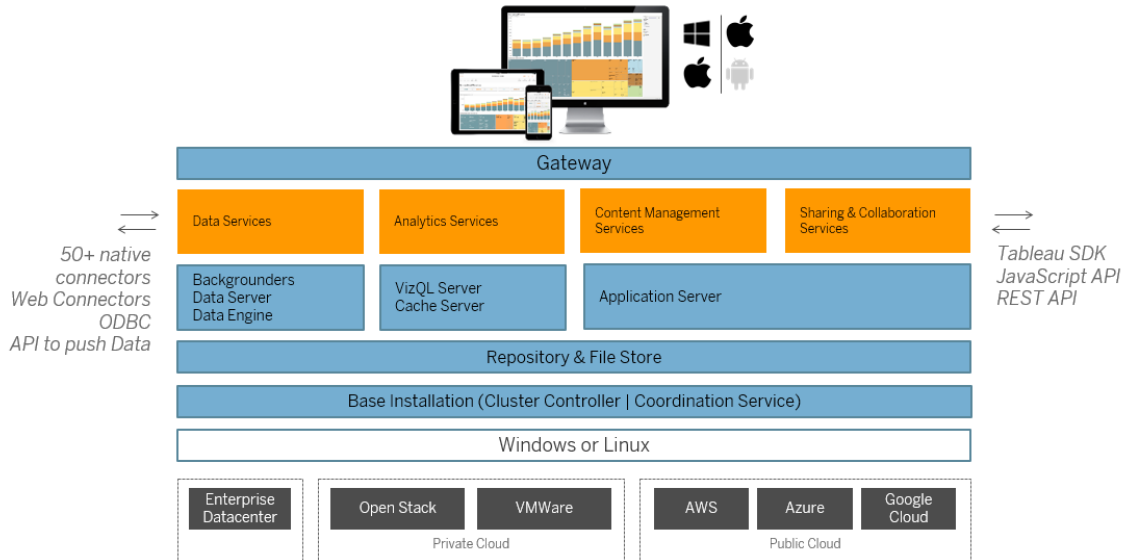 Gateway
Data Services
Analytics Services
Content Management
Services
Sharing & Collaboration
Services
50+ native
connectors
Web Connectors
ODBC
API to push Data
Backgrounders
Data Server
Data Engine
VizQL Server
Cache Server
Application Server
Tableau SDK
JavaScript API
REST API
Repository & File Store
Base Installation (Cluster Controller | Coordination Service)
Windows or Linux
Enterprise
Datacenter
Open Stack
VMWare
Private Cloud
AWS
Azure
Google
Cloud
Public Cloud